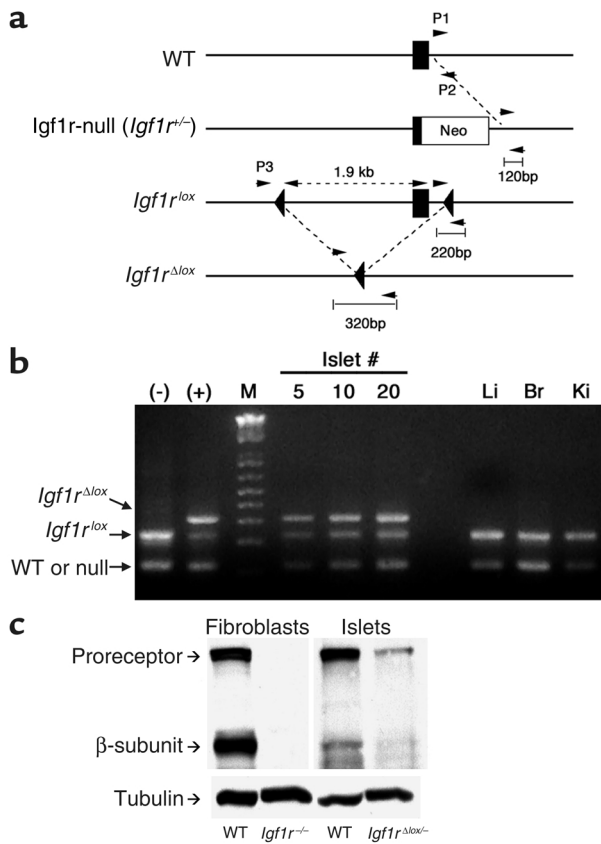 a
P1
WT
P2
Igf1r-null (Igf1r+/–)
Neo
120bp
P3
1.9 kb
Igf1rlox
220bp
Igf1rΔlox
320bp
b
Islet #
(-) (+) M 5 10 20 Li Br Ki
Igf1rΔlox
Igf1rlox
WT or null
c
Fibroblasts Islets
Proreceptor
β-subunit
Tubulin
WT Igf1r–/– WT Igf1rΔlox/–